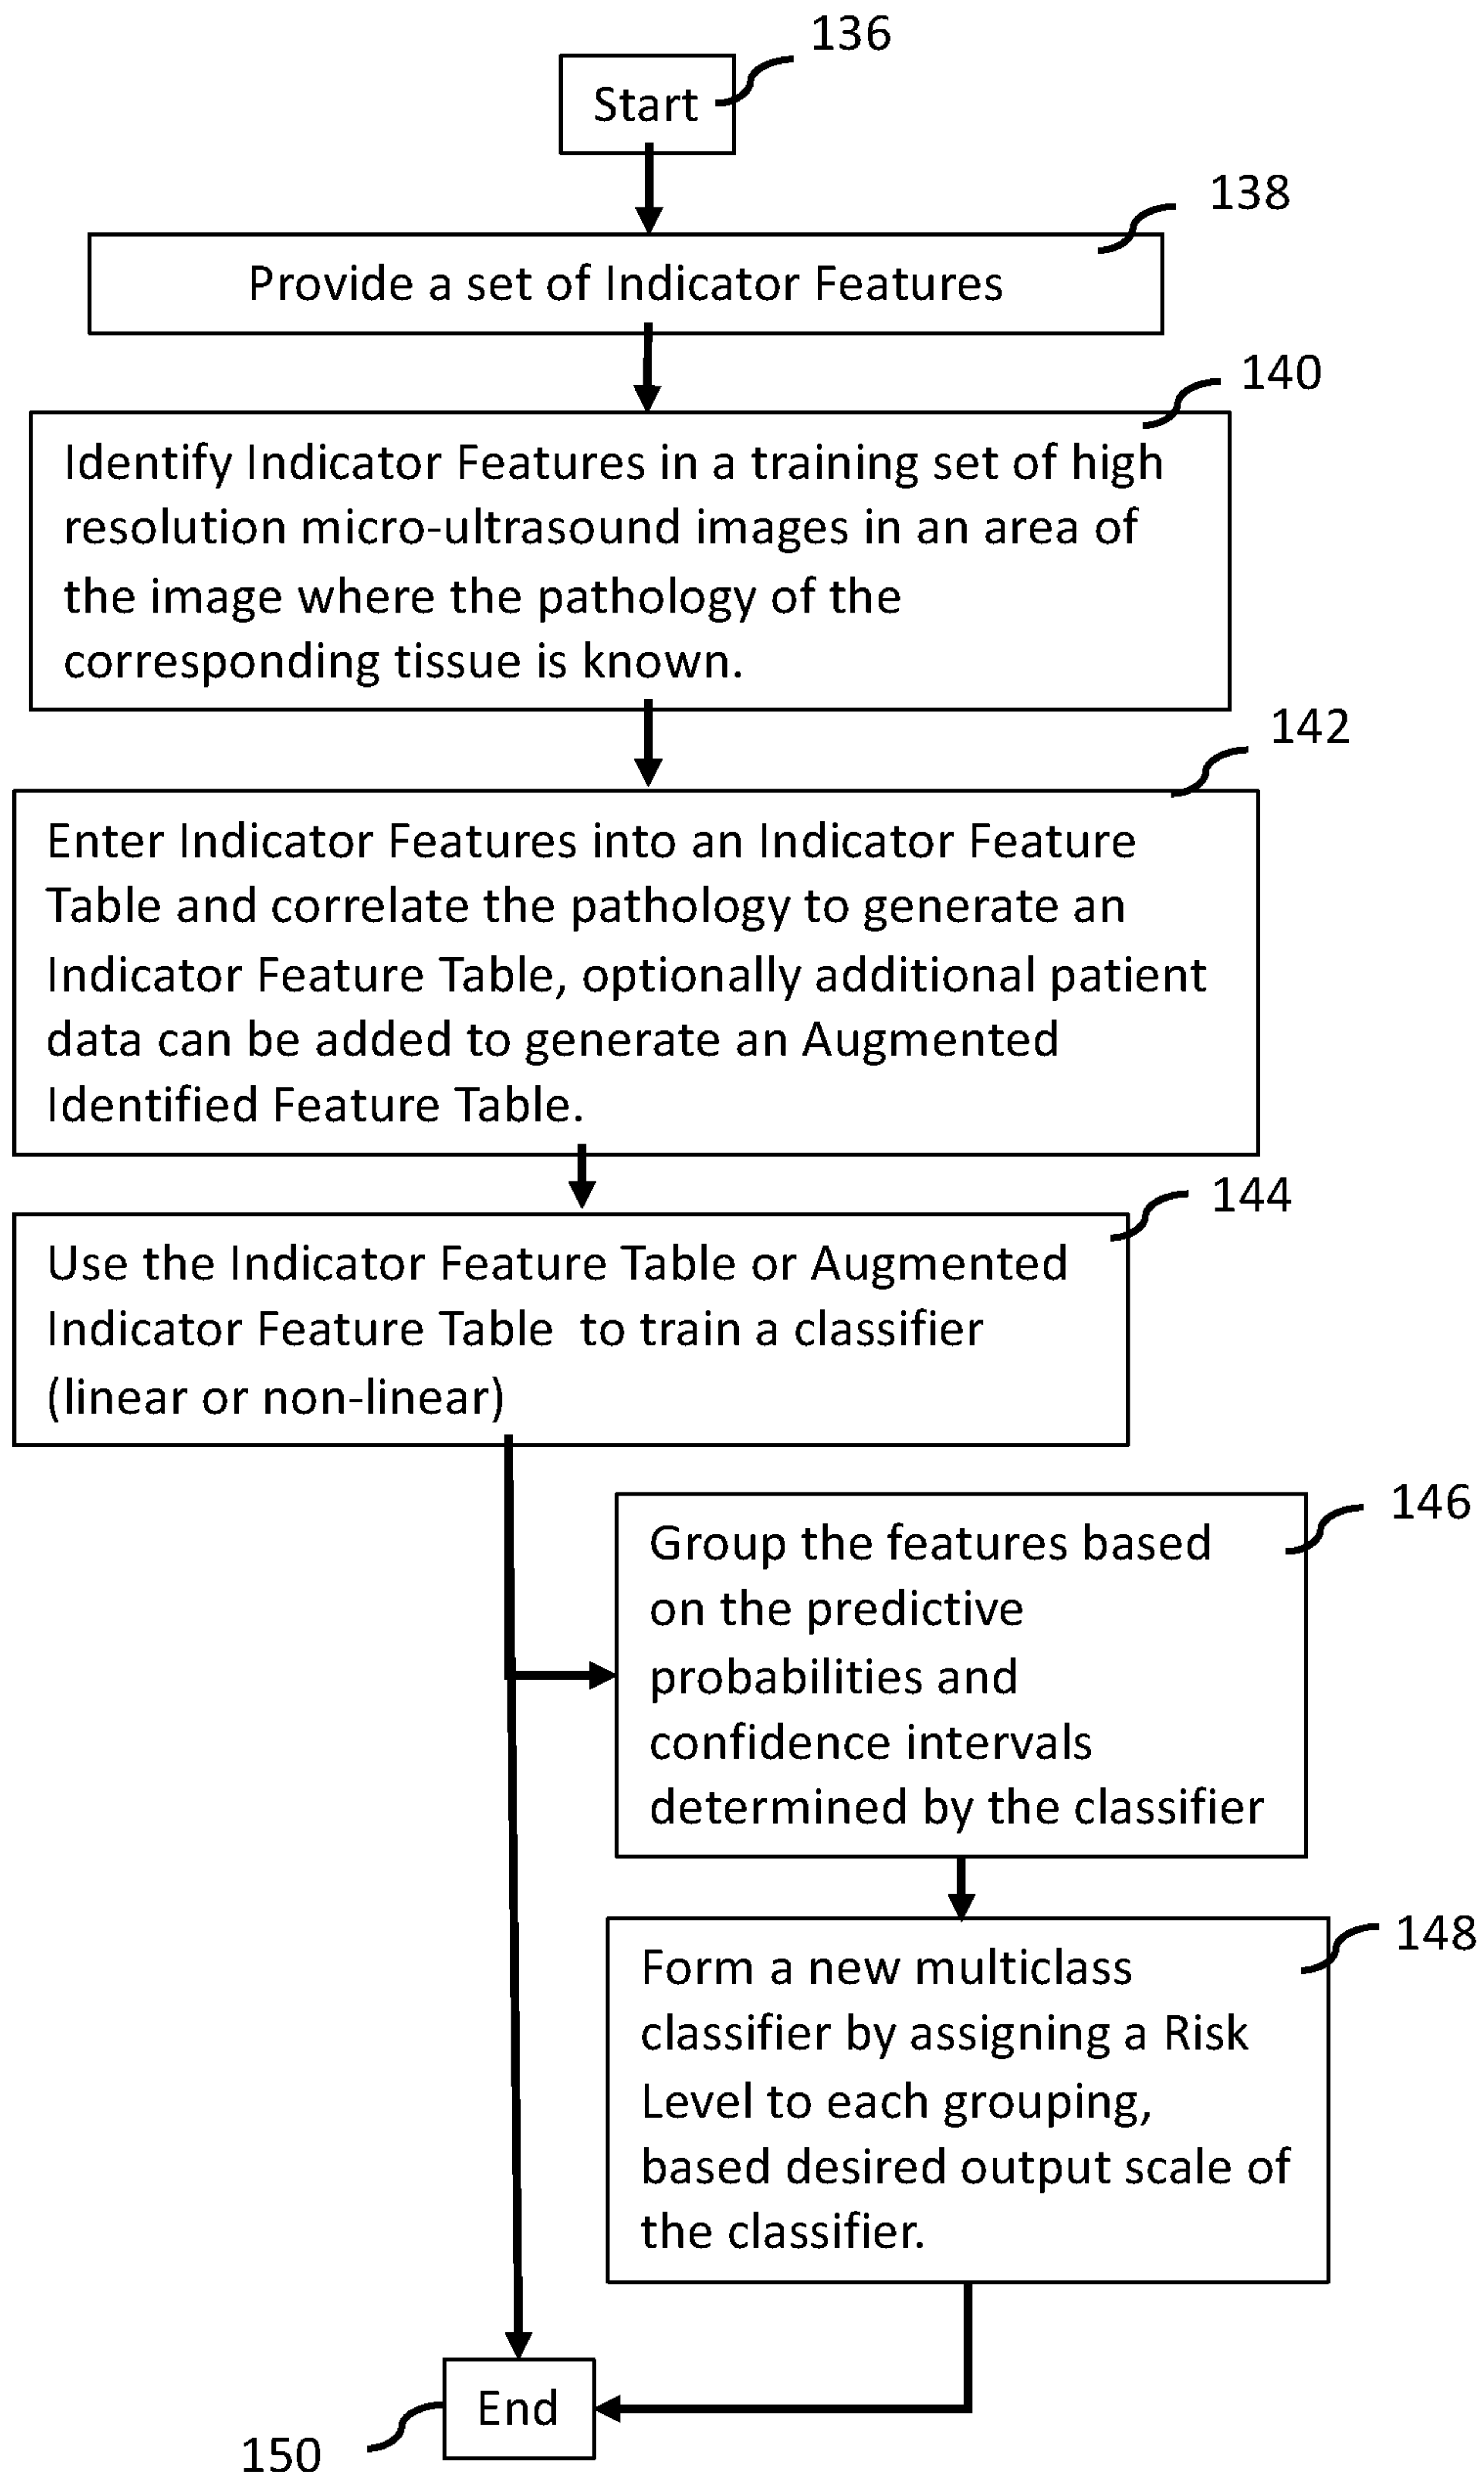 136
Start
138
Provide a set of Indicator Features
140
Identify Indicator Features in a training set of high
resolution micro-ultrasound images in an area of
the image where the pathology of the
corresponding tissue is known.
142
Enter Indicator Features into an Indicator Feature
Table and correlate the pathology to generate an
Indicator Feature Table, optionally additional patient
data can be added to generate an Augmented
Identified Feature Table.
144
Use the Indicator Feature Table or Augmented
Indicator Feature Table to train a classifier
(linear or non-linear)
146
Group the features based
on the predictive
probabilities and
confidence intervals
determined by the classifier
148
Form a new multiclass
classifier by assigning a Risk
Level to each grouping,
based desired output scale of
the classifier.
End
150